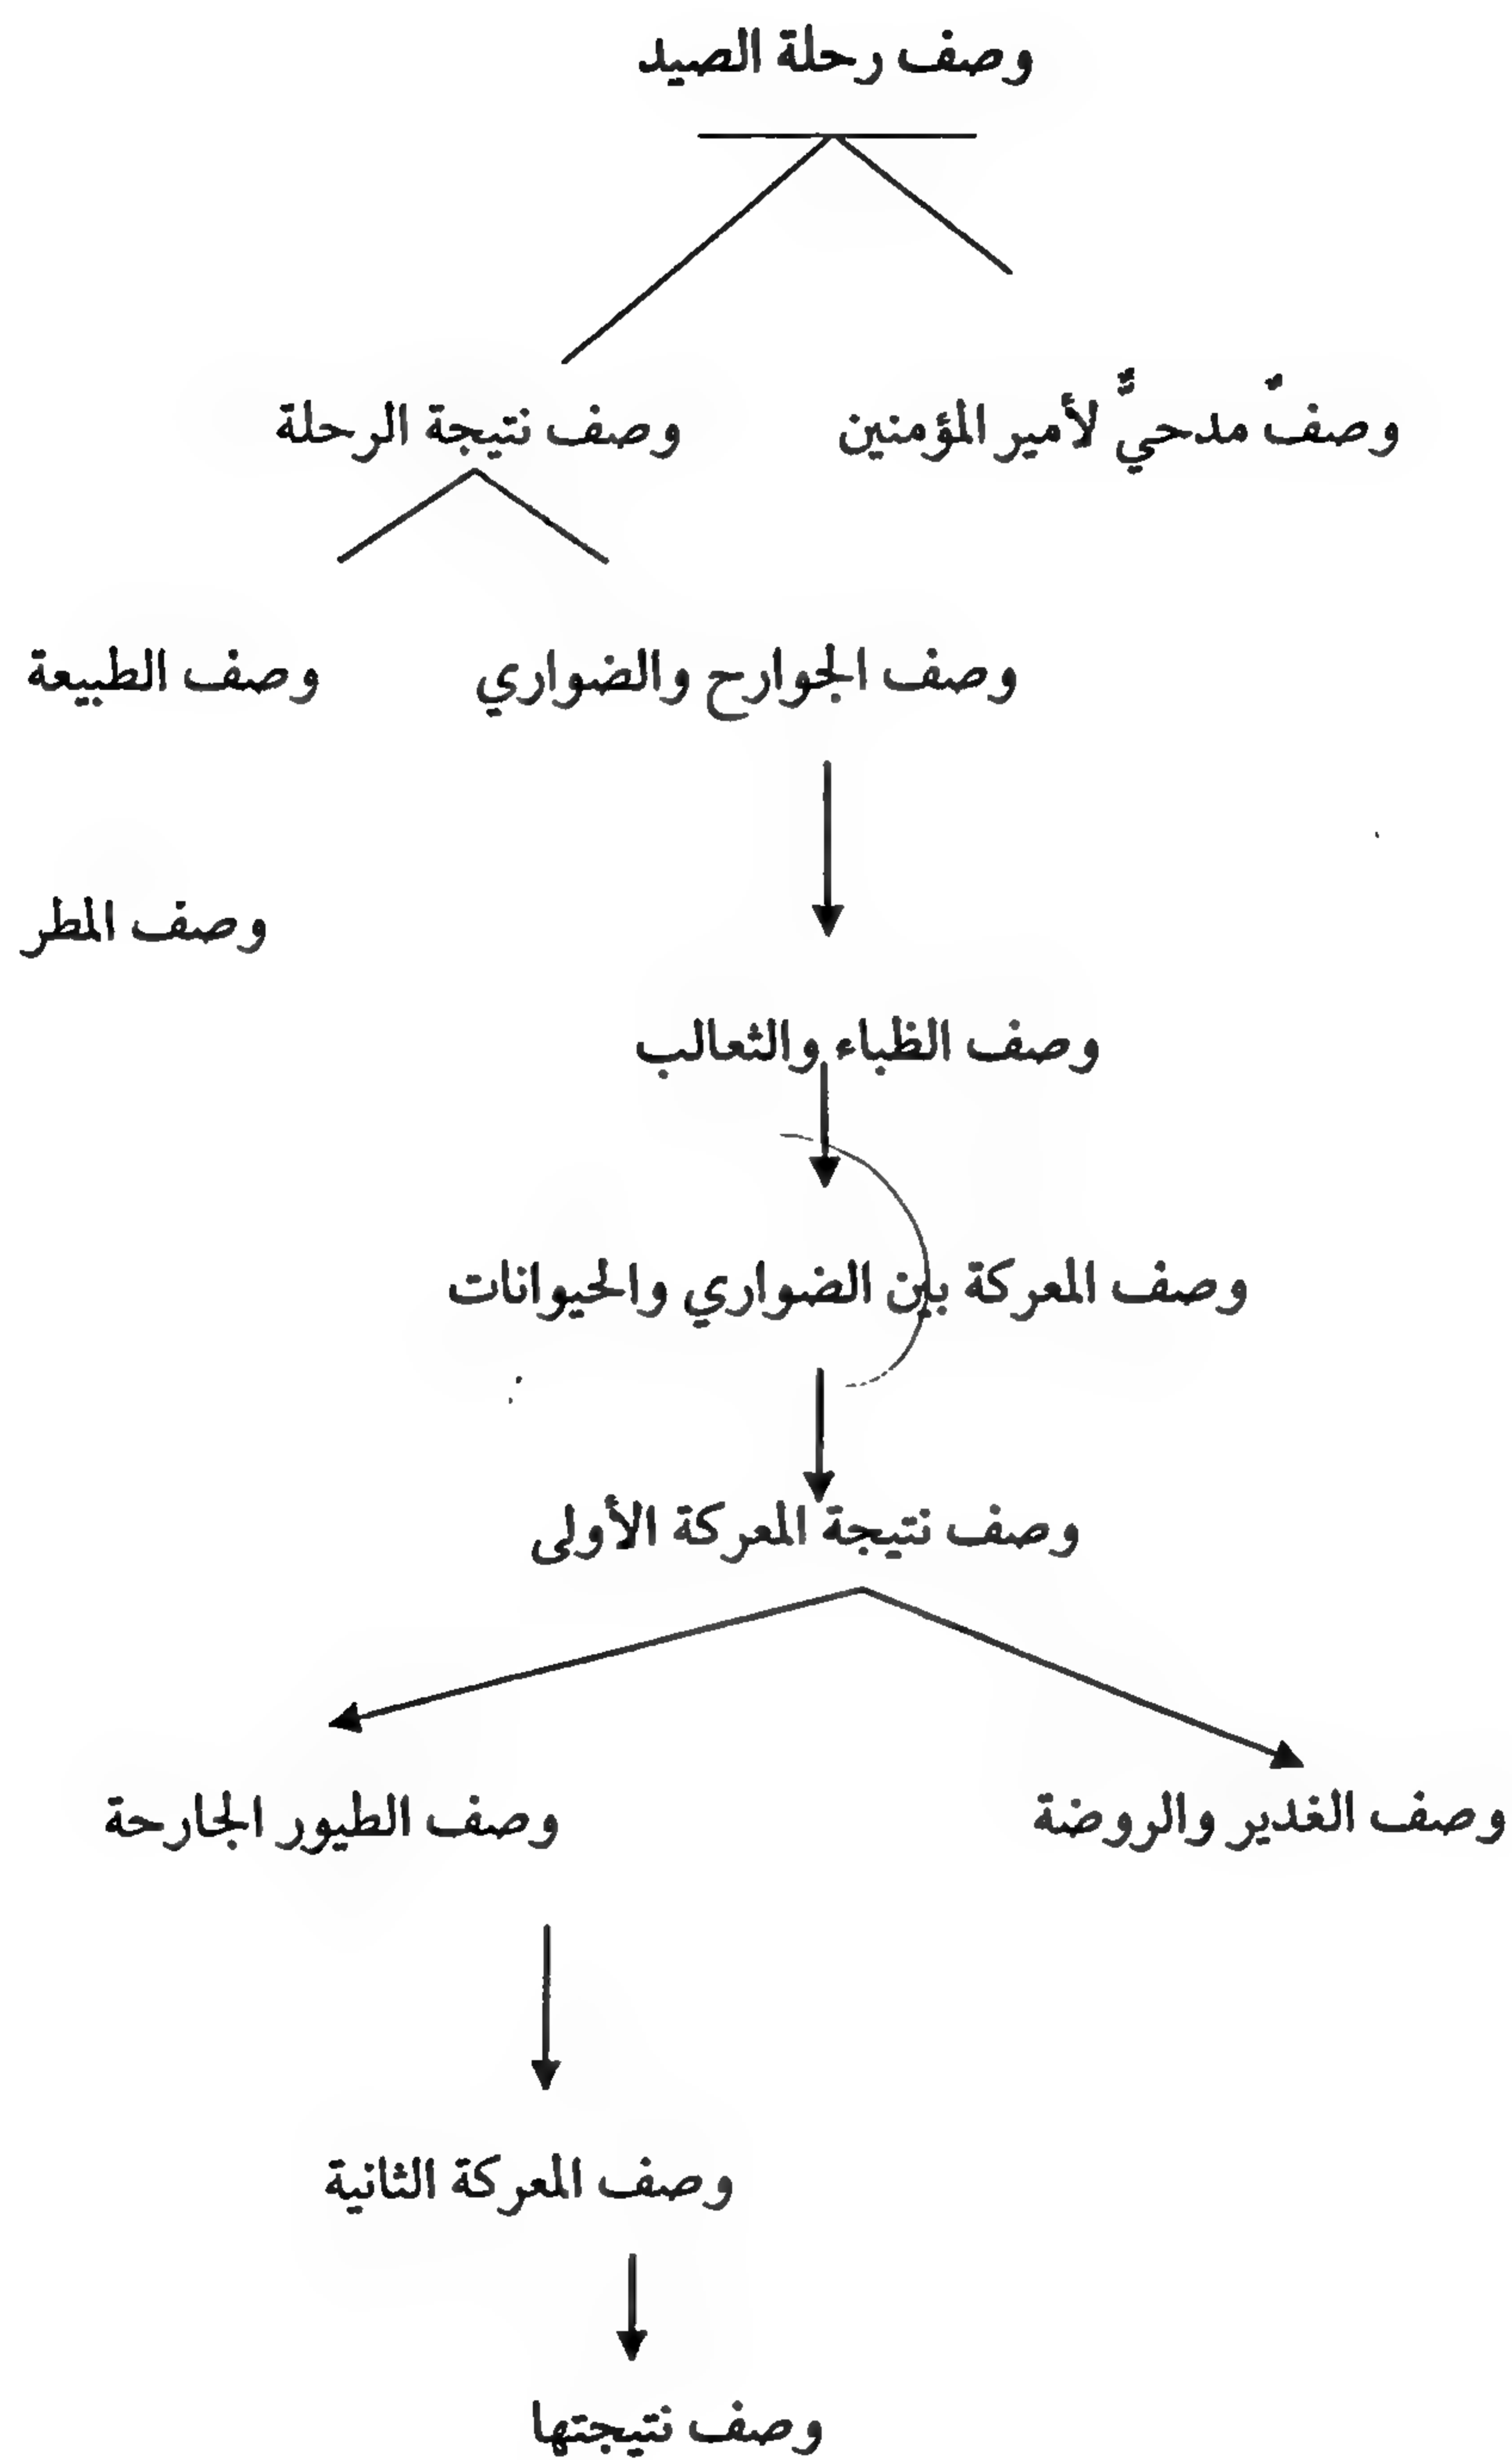 وصف رحلة الصيد
وصفٌ مدحيٌّ لأمير المؤمنين
وصف نتيجة الرحلة
وصف الجوارح والضواري
وصف الطبيعة
وصف المطر
وصف الظباء والثعالب
وصف المعركة بين الضواري والحيوانات
وصف نتيجة المعركة الأولى
وصف الغدير والروضة
وصف الطيور الجارحة
وصف المعركة الثانية
وصف نتيجتها